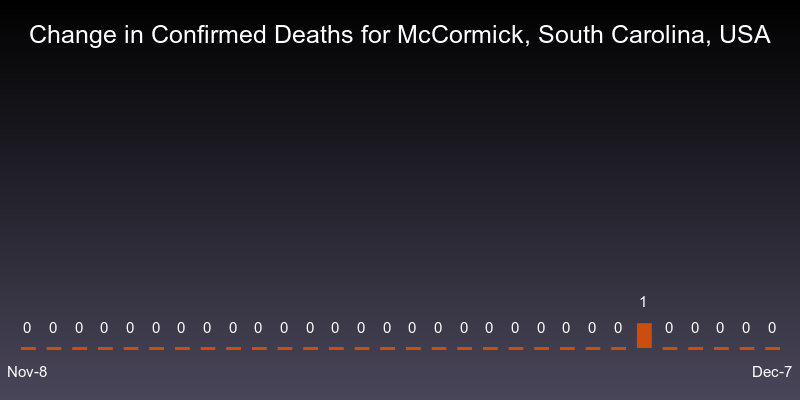 Change in Confirmed Deaths for McCormick, South Carolina, USA
1
0 0 0 0 0 0 0 0 0 0 0 0 0 0 0 0 0 0 0 0 0 0 0 0 0 0 0 0 0
Nov-8 Dec-7